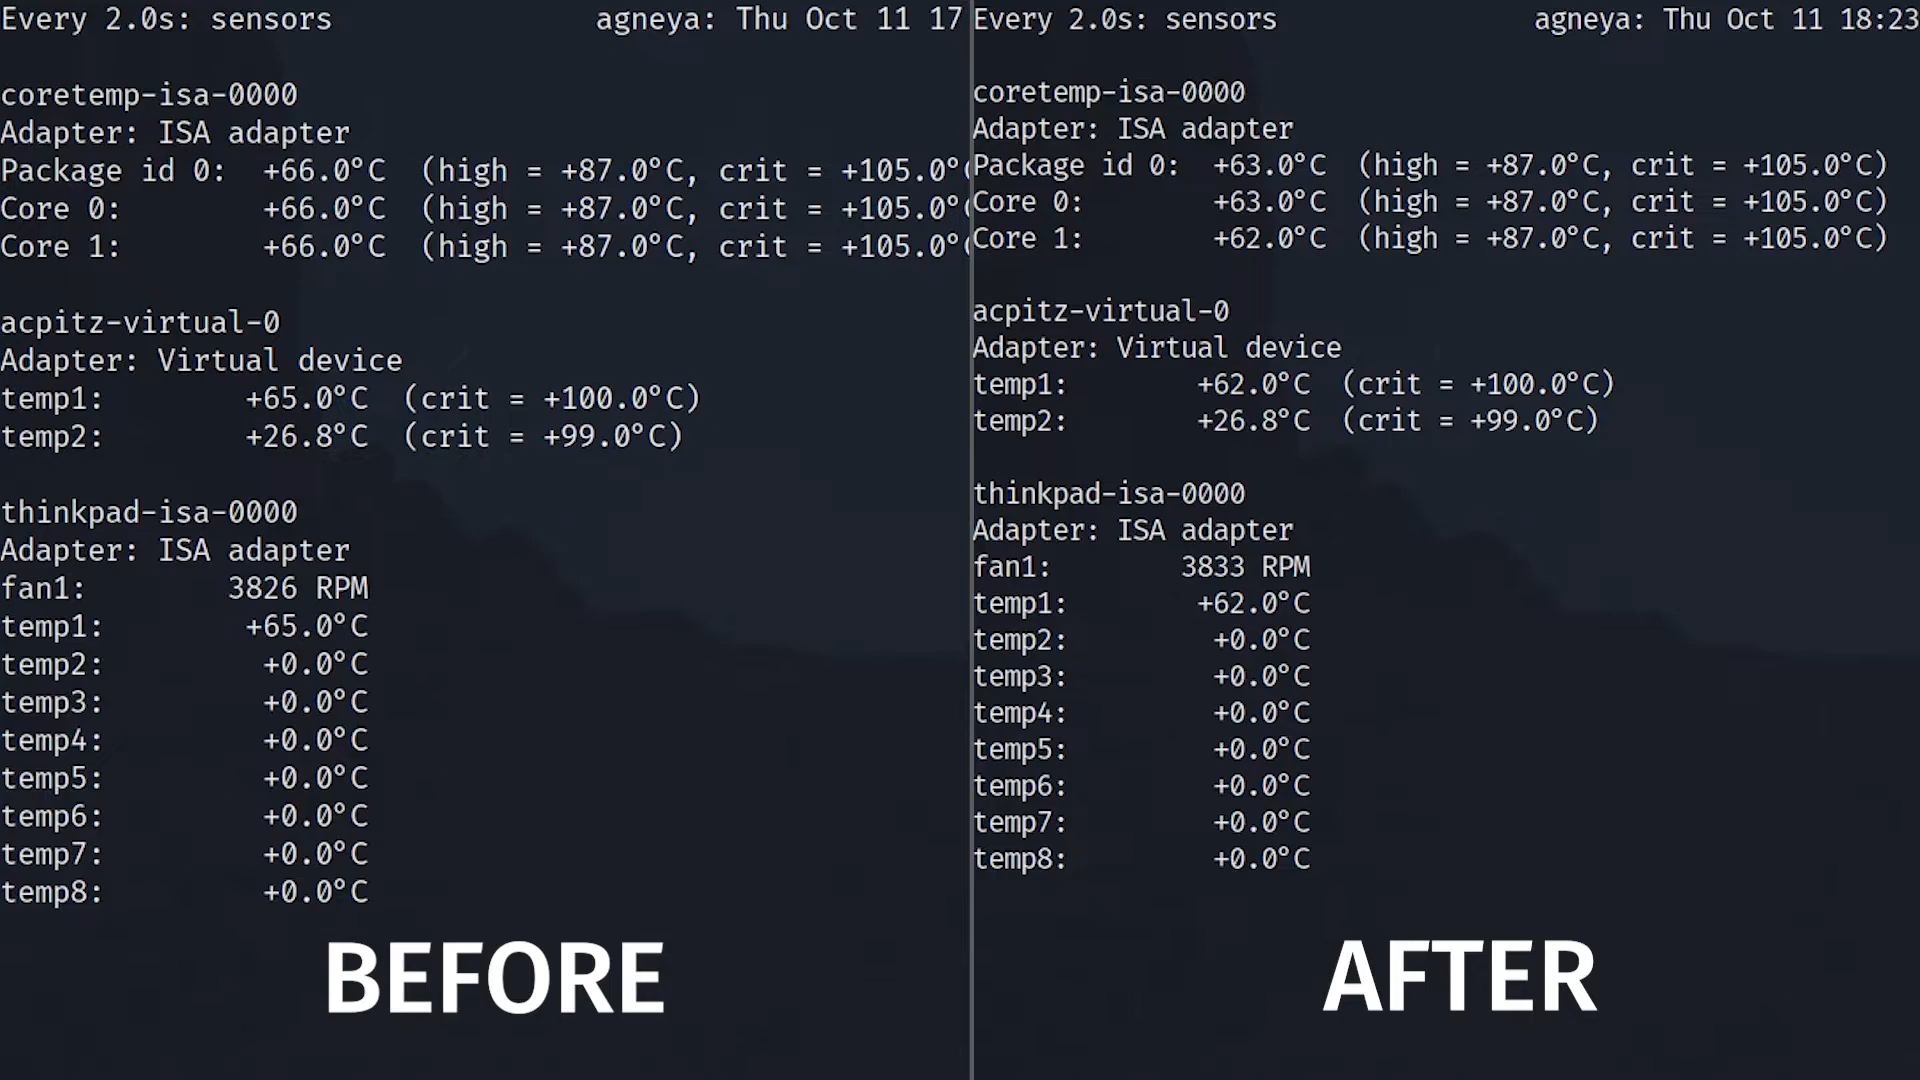 Every 2.0s: sensors agneya: Thu Oct 11 17
coretemp-isa-0000
Adapter: ISA adapter
Package id 0: +66.0°C (high = +87.0°C, crit = +105.0°(
Core 0: +66.0°C (high = +87.0°C, crit = +105.0°(
Core 1: +66.0°C (high = +87.0°C, crit = +105.0°(
acpitz-virtual-0
Adapter: Virtual device
temp1: +65.0°C (crit = +100.0°C)
temp2: +26.8°C (crit = +99.0°C)
thinkpad-isa-0000
Adapter: ISA adapter
fan1: 3826 RPM
temp1: +65.0°C
temp2: +0.0°C
temp3: +0.0°C
temp4: +0.0°C
temp5: +0.0°C
temp6: +0.0°C
temp7: +0.0°C
temp8: +0.0°C
BEFORE
Every 2.0s: sensors agneya: Thu Oct 11 18:23
coretemp-isa-0000
Adapter: ISA adapter
Package id 0: +63.0°C (high = +87.0°C, crit = +105.0°C)
Core 0: +63.0°C (high = +87.0°C, crit = +105.0°C)
Core 1: +62.0°C (high = +87.0°C, crit = +105.0°C)
acpitz-virtual-0
Adapter: Virtual device
temp1: +62.0°C (crit = +100.0°C)
temp2: +26.8°C (crit = +99.0°C)
thinkpad-isa-0000
Adapter: ISA adapter
fan1: 3833 RPM
temp1: +62.0°C
temp2: +0.0°C
temp3: +0.0°C
temp4: +0.0°C
temp5: +0.0°C
temp6: +0.0°C
temp7: +0.0°C
temp8: +0.0°C
AFTER